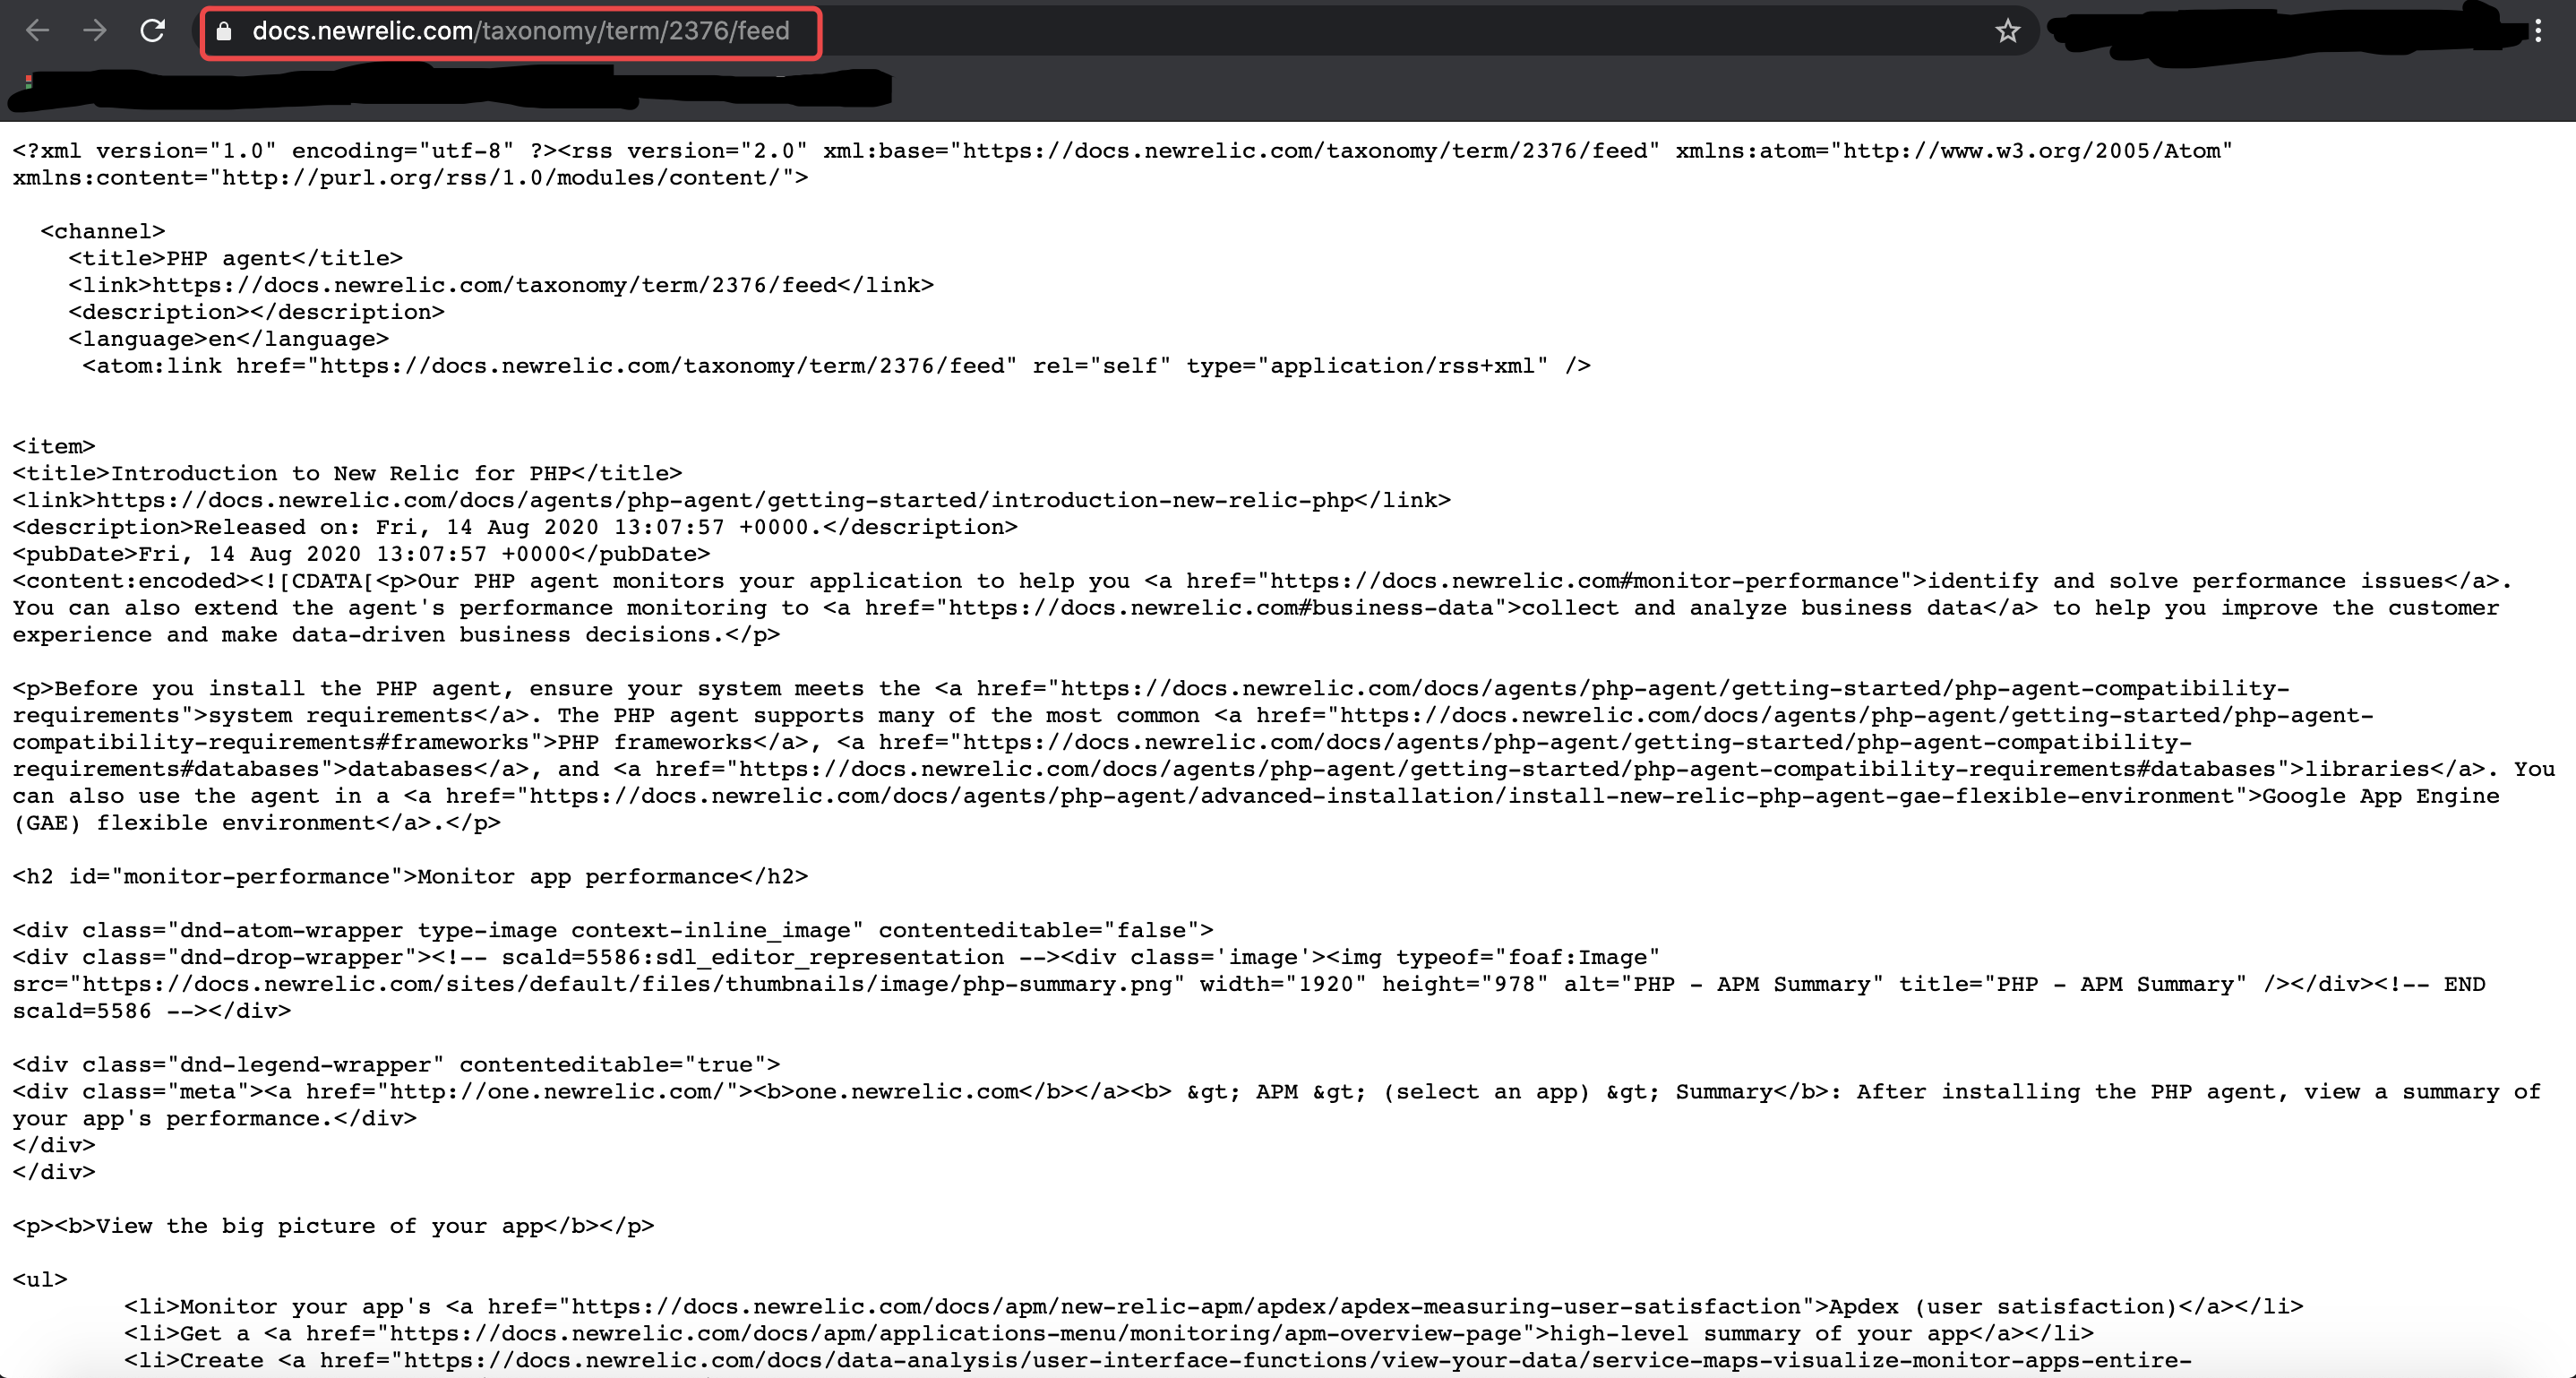 docs.newrelic.com/taxonomy/term/2376/feed
<?xml version="1.0" encoding="utf-8" ?><rss version="2.0" xml:base="https://docs.newrelic.com/taxonomy/term/2376/feed" xmlns:atom="http://www.w3.org/2005/Atom"
xmlns:content="http://purl.org/rss/1.0/modules/content/">
<channel>
<title>PHP agent</title>
<link>https://docs.newrelic.com/taxonomy/term/2376/feed</link>
<description></description>
<language>en</language>
<atom:link href="https://docs.newrelic.com/taxonomy/term/2376/feed" rel="self" type="application/rss+xml" />
<item>
<title>Introduction to New Relic for PHP</title>
<link>https://docs.newrelic.com/docs/agents/php-agent/getting-started/introduction-new-relic-php</link>
<description>Released on: Fri, 14 Aug 2020 13:07:57 +0000.</description>
<pubDate>Fri, 14 Aug 2020 13:07:57 +0000</pubDate>
<content:encoded><![CDATA[<p>Our PHP agent monitors your application to help you <a href="https://docs.newrelic.com#monitor-performance">identify and solve performance issues</a>.
You can also extend the agent's performance monitoring to <a href="https://docs.newrelic.com#business-data">collect and analyze business data</a> to help you improve the customer
experience and make data-driven business decisions.</p>
<p>Before you install the PHP agent, ensure your system meets the <a href="https://docs.newrelic.com/docs/agents/php-agent/getting-started/php-agent-compatibility-
requirements">system requirements</a>. The PHP agent supports many of the most common <a href="https://docs.newrelic.com/docs/agents/php-agent/getting-started/php-agent-
compatibility-requirements#frameworks">PHP frameworks</a>, <a href="https://docs.newrelic.com/docs/agents/php-agent/getting-started/php-agent-compatibility-
requirements#databases">databases</a>, and <a href="https://docs.newrelic.com/docs/agents/php-agent/getting-started/php-agent-compatibility-requirements#databases">libraries</a>. You
can also use the agent in a <a href="https://docs.newrelic.com/docs/agents/php-agent/advanced-installation/install-new-relic-php-agent-gae-flexible-environment">Google App Engine
(GAE) flexible environment</a>.</p>
<h2 id="monitor-performance">Monitor app performance</h2>
<div class="dnd-atom-wrapper type-image context-inline_image" contenteditable="false">
<div class="dnd-drop-wrapper"><!-- scald=5586:sdl_editor_representation --><div class='image'><img typeof="foaf:Image"
src="https://docs.newrelic.com/sites/default/files/thumbnails/image/php-summary.png" width="1920" height="978" alt="PHP - APM Summary" title="PHP - APM Summary" /></div><!-- END
scald=5586 --></div>
<div class="dnd-legend-wrapper" contenteditable="true">
<div class="meta"><a href="http://one.newrelic.com/"><b>one.newrelic.com</b></a><b> &gt; APM &gt; (select an app) &gt; Summary</b>: After installing the PHP agent, view a summary of
your app's performance.</div>
</div>
</div>
<p><b>View the big picture of your app</b></p>
<ul>
<li>Monitor your app's <a href="https://docs.newrelic.com/docs/apm/new-relic-apm/apdex/apdex-measuring-user-satisfaction">Apdex (user satisfaction)</a></li>
<li>Get a <a href="https://docs.newrelic.com/docs/apm/applications-menu/monitoring/apm-overview-page">high-level summary of your app</a></li>
<li>Create <a href="https://docs.newrelic.com/docs/data-analysis/user-interface-functions/view-your-data/service-maps-visualize-monitor-apps-entire-